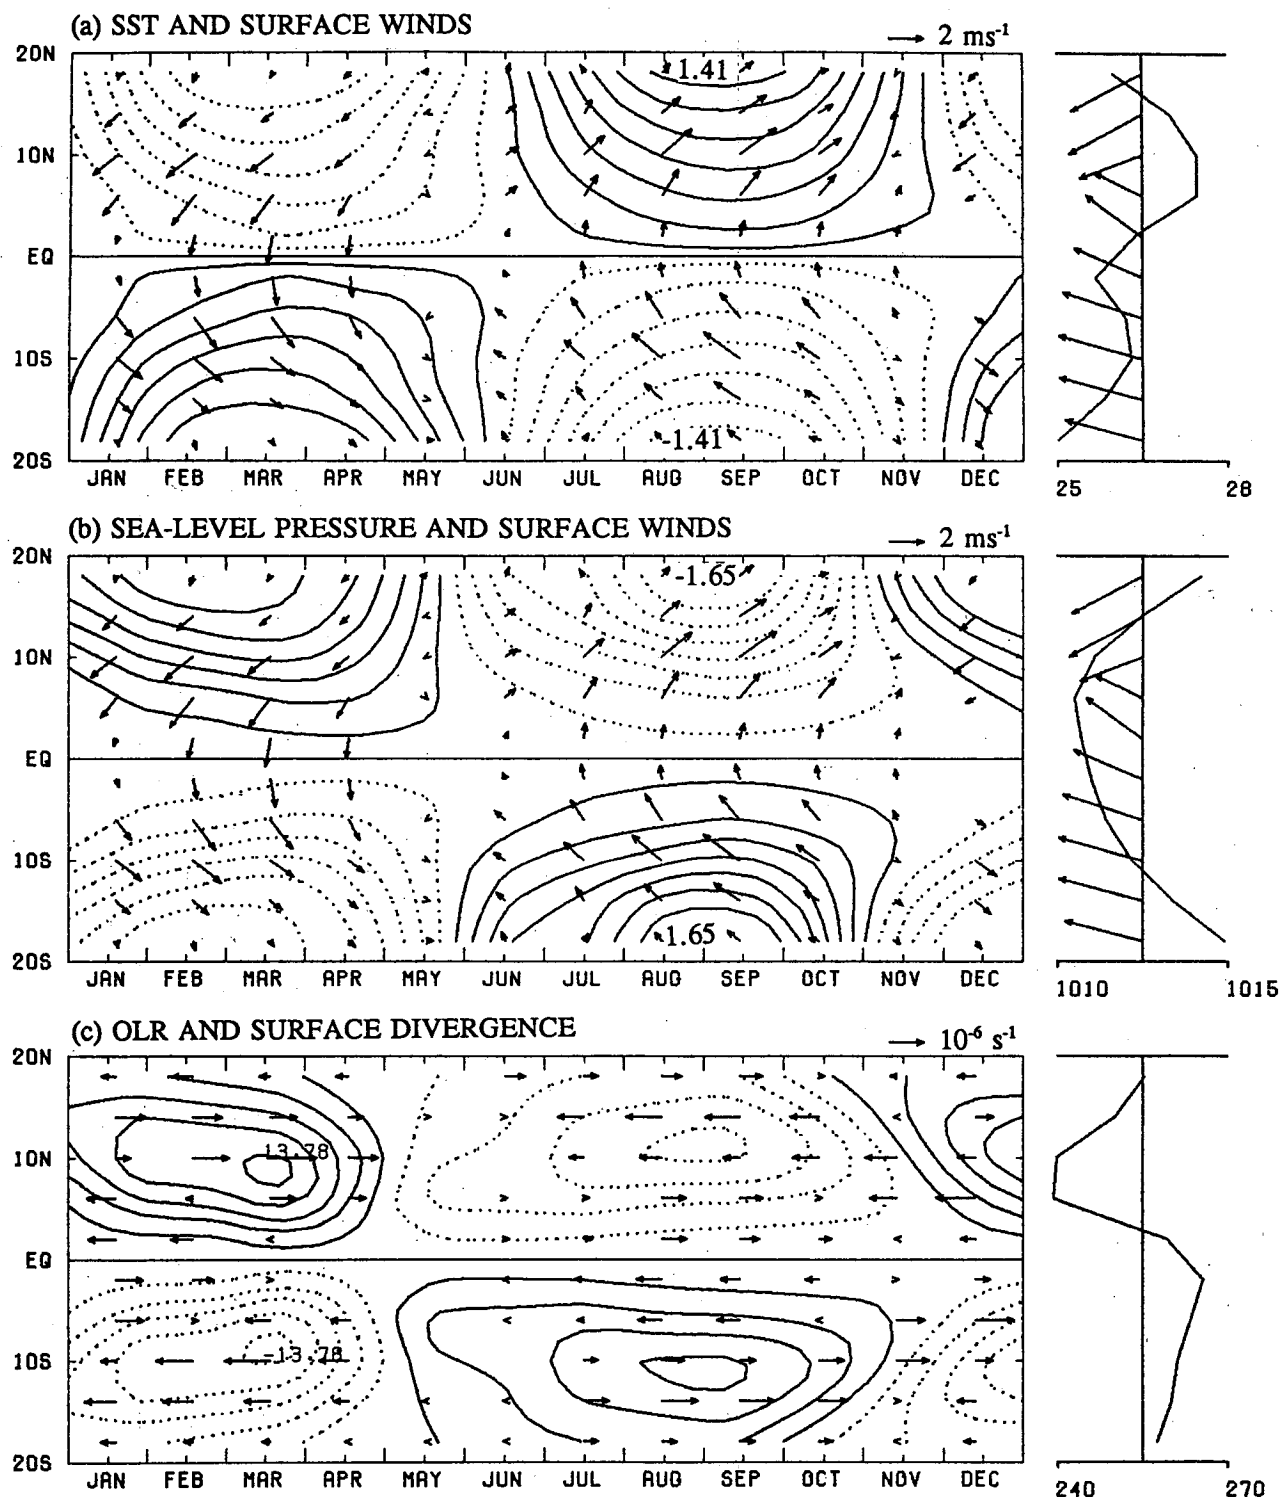 (a) SST AND SURFACE WINDS
2 ms-1
20N
1.41
10N
EQ
10S
-1.41
20S
JAN FEB MAR APR MAY JUN JUL AUG SEP OCT NOV DEC
25 28
(b) SEA-LEVEL PRESSURE AND SURFACE WINDS
2 ms-1
20N
-1.65
10N
EQ
10S
1.65
20S
JAN FEB MAR APR MAY JUN JUL AUG SEP OCT NOV DEC
1010 1015
(c) OLR AND SURFACE DIVERGENCE
10-6 s-1
20N
13.78
10N
EQ
-13.78
10S
20S
JAN FEB MAR APR MAY JUN JUL AUG SEP OCT NOV DEC
240 270